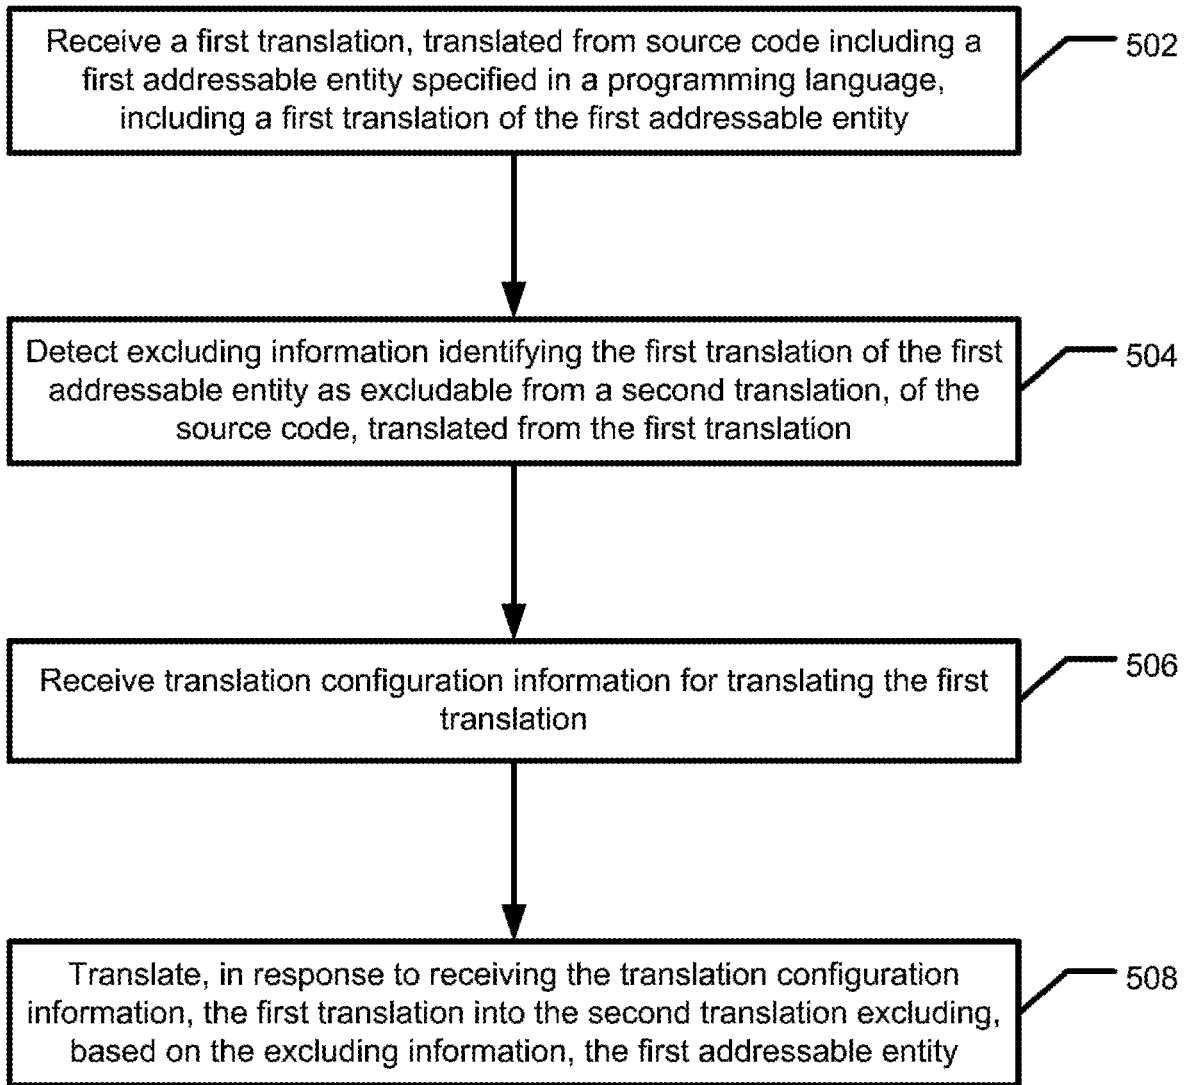 Receive a first translation, translated from source code including a
first addressable entity specified in a programming language,
including a first translation of the first addressable entity
502
Detect excluding information identifying the first translation of the first
addressable entity as excludable from a second translation, of the
source code, translated from the first translation
504
Receive translation configuration information for translating the first
translation
506
Translate, in response to receiving the translation configuration
information, the first translation into the second translation excluding,
based on the excluding information, the first addressable entity
508